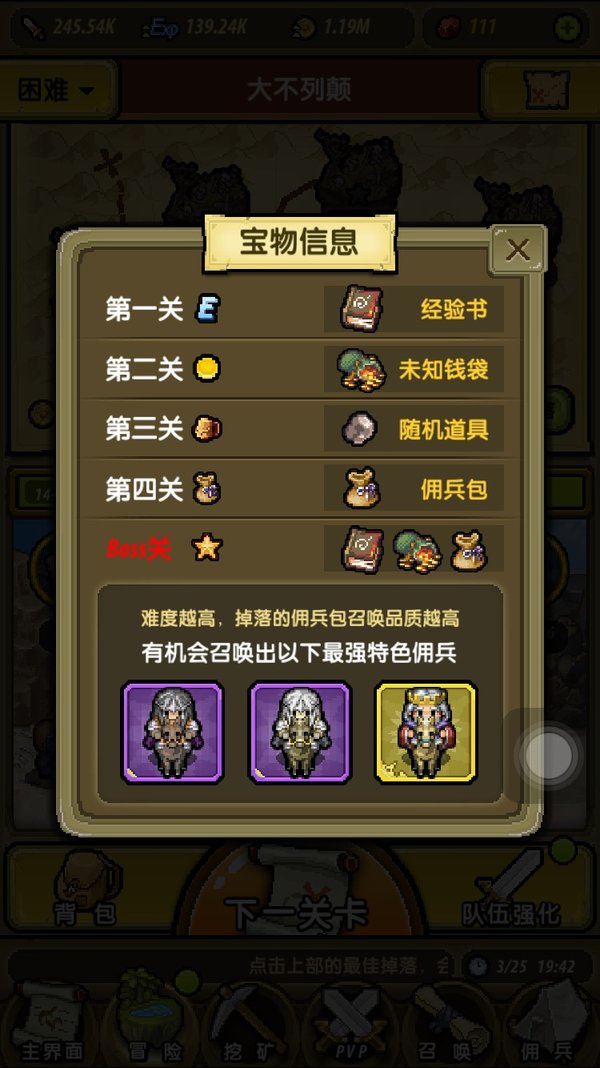 245.54K Exp 139.24K 1.19M 111
困难 大不列颠
宝物信息
第一关 E 经验书
第二关 未知钱袋
第三关 随机道具
第四关 佣兵包
Boss关
难度越高，掉落的佣兵包召唤品质越高
有机会召唤出以下最强特色佣兵
背包 下一关卡 队伍强化
点击上部的最佳掉落，会
3/25 19:42
主界面 冒险 挖矿 PVP 召唤 佣兵